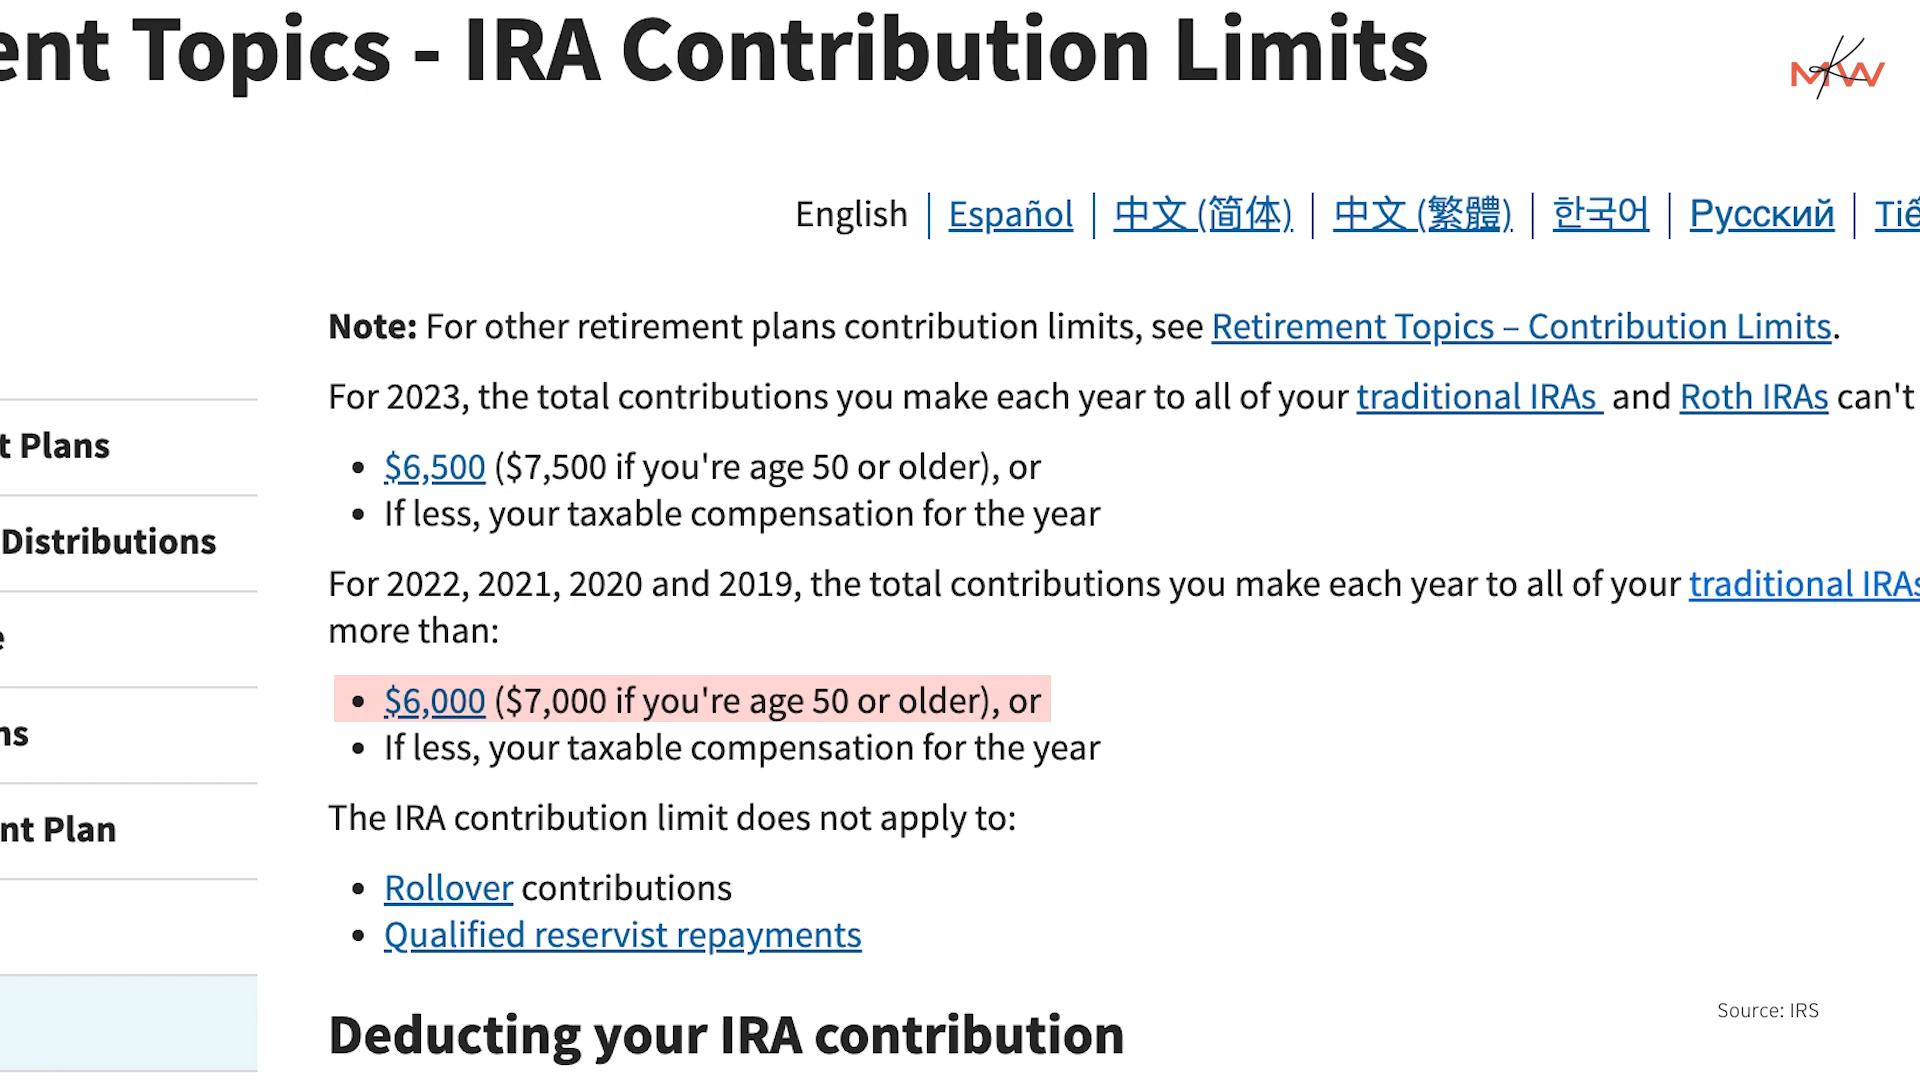 ent Topics - IRA Contribution Limits
MKW
English | Español | 中文 (简体) | 中文 (繁體) | 한국어 | Русский | Tiế
Note: For other retirement plans contribution limits, see Retirement Topics – Contribution Limits.
For 2023, the total contributions you make each year to all of your traditional IRAs and Roth IRAs can't
t Plans
• $6,500 ($7,500 if you're age 50 or older), or
• If less, your taxable compensation for the year
Distributions
For 2022, 2021, 2020 and 2019, the total contributions you make each year to all of your traditional IRAs
more than:
e
• $6,000 ($7,000 if you're age 50 or older), or
ns
• If less, your taxable compensation for the year
The IRA contribution limit does not apply to:
nt Plan
• Rollover contributions
• Qualified reservist repayments
Source: IRS
Deducting your IRA contribution